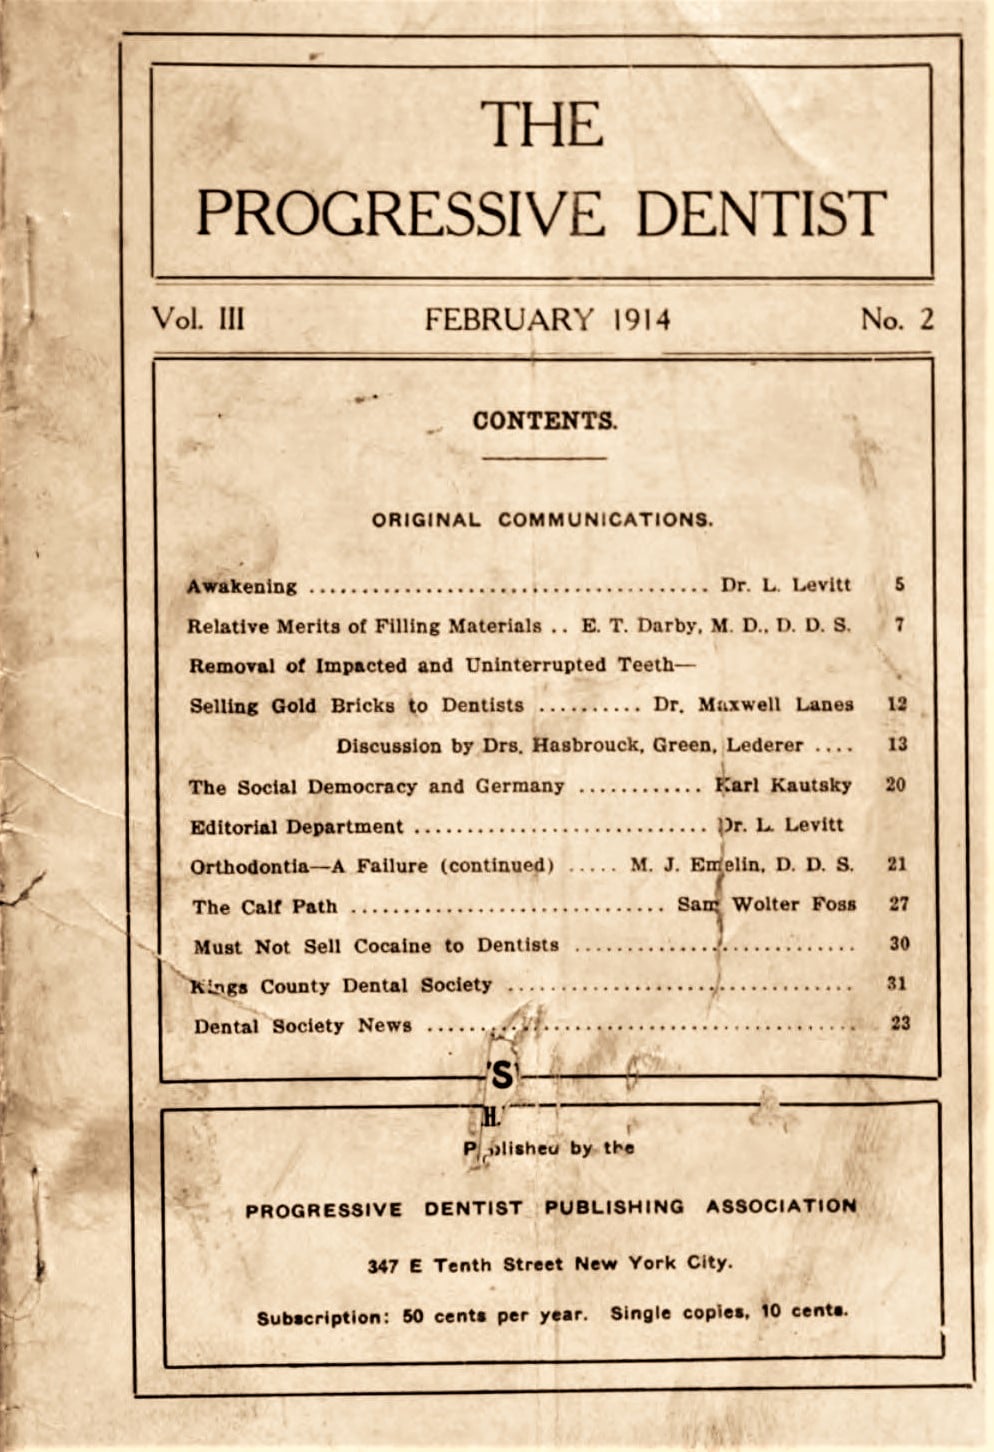 THE
PROGRESSIVE DENTIST
Vol. III FEBRUARY 1914 No. 2
CONTENTS.
ORIGINAL COMMUNICATIONS.
Awakening ...................................... Dr. L. Levitt 5
Relative Merits of Filling Materials .. E. T. Darby, M. D., D. D. S. 7
Removal of Impacted and Uninterrupted Teeth—
Selling Gold Bricks to Dentists .......... Dr. Maxwell Lanes 12
Discussion by Drs. Hasbrouck, Green, Lederer .... 13
The Social Democracy and Germany ............ Karl Kautsky 20
Editorial Department ............................ Dr. L. Levitt
Orthodontia—A Failure (continued) ..... M. J. Emelin, D. D. S. 21
The Calf Path .............................. Sam Wolter Foss 27
Must Not Sell Cocaine to Dentists ........................... 30
Kings County Dental Society ................................. 31
Dental Society News ......................................... 23
'S'
H.
Published by the
PROGRESSIVE DENTIST PUBLISHING ASSOCIATION
347 E Tenth Street New York City.
Subscription: 50 cents per year. Single copies, 10 cents.